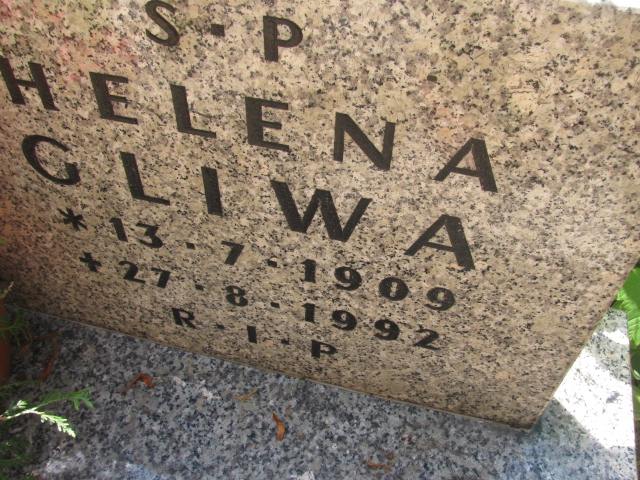 S·P
HELENA
GLIWA
* 13·7·1909
+ 27·8·1992
R·I·P